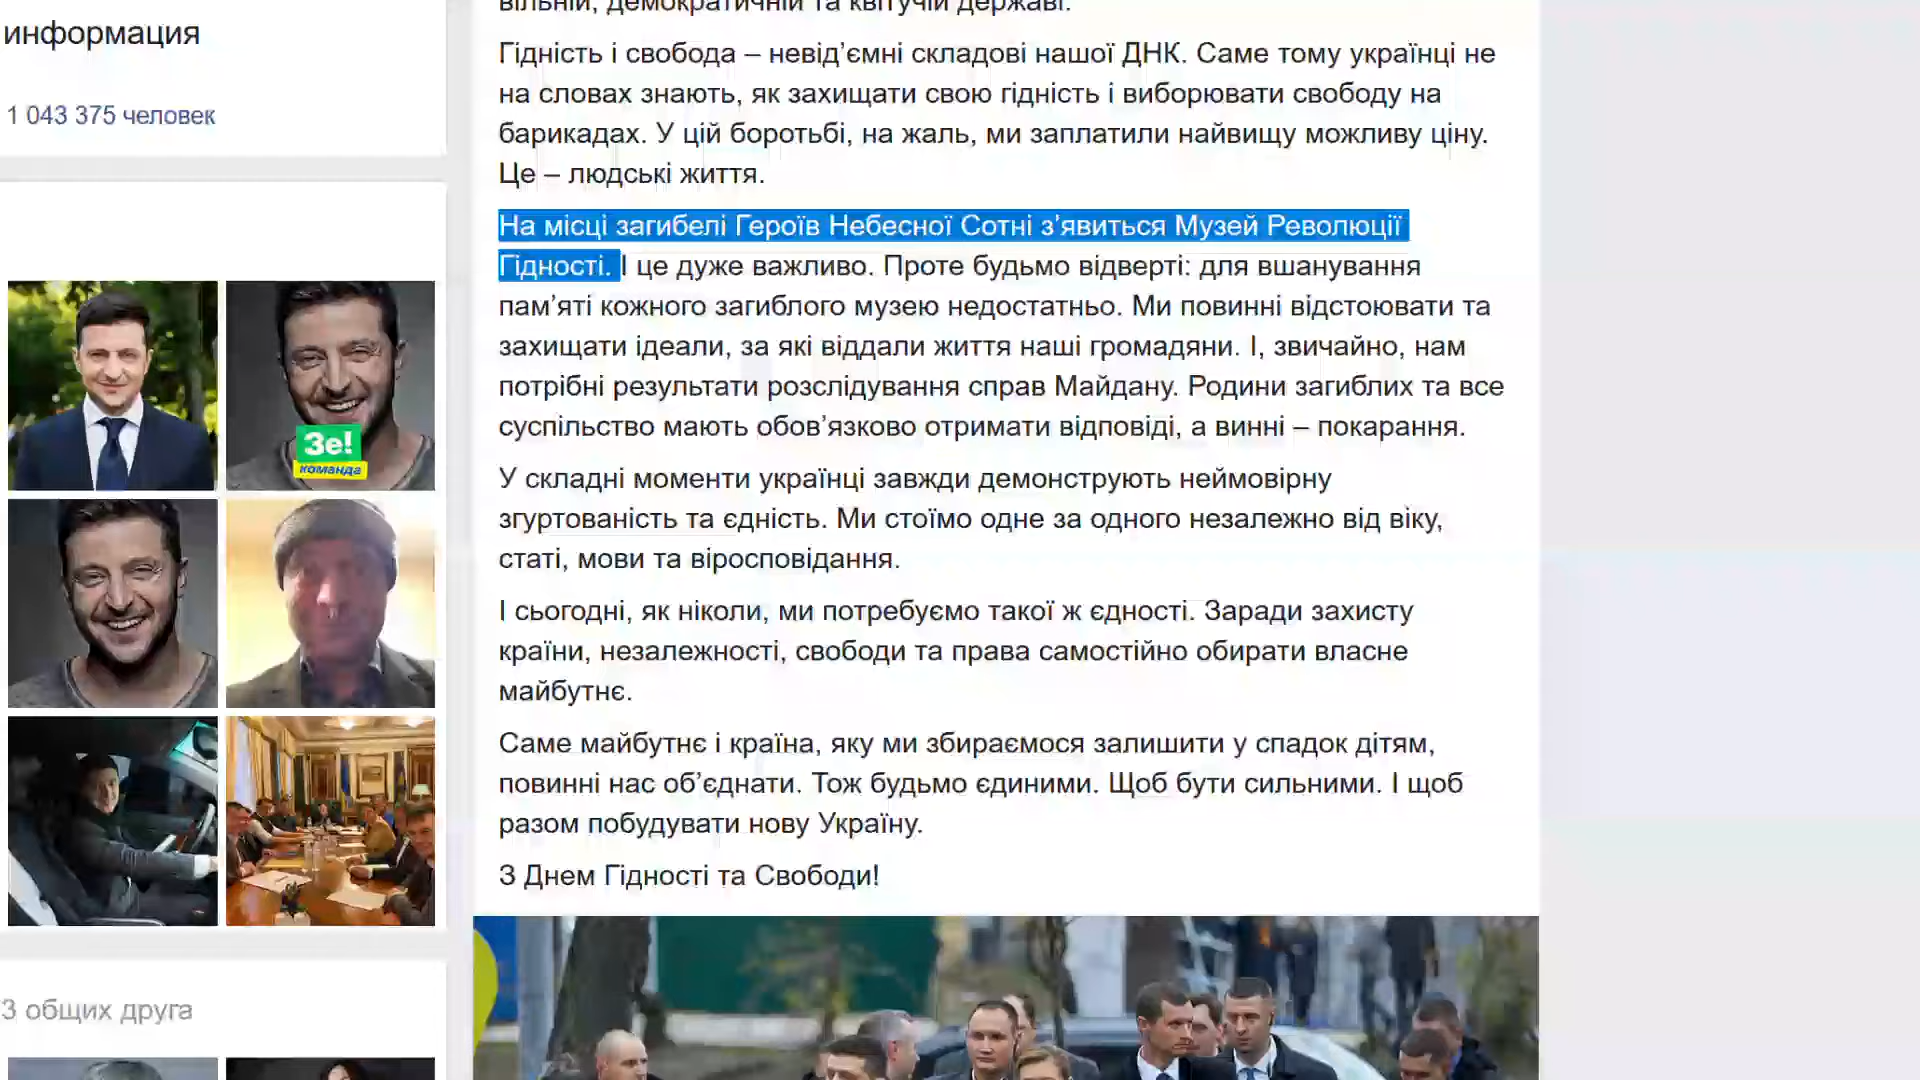 информация
1 043 375 человек
Зе!
команда
3 общих друга
вільній, демократичній та квітучій державі.
Гідність і свобода – невід’ємні складові нашої ДНК. Саме тому українці не
на словах знають, як захищати свою гідність і виборювати свободу на
барикадах. У цій боротьбі, на жаль, ми заплатили найвищу можливу ціну.
Це – людські життя.
На місці загибелі Героїв Небесної Сотні з’явиться Музей Революції
Гідності. І це дуже важливо. Проте будьмо відверті: для вшанування
пам’яті кожного загиблого музею недостатньо. Ми повинні відстоювати та
захищати ідеали, за які віддали життя наші громадяни. І, звичайно, нам
потрібні результати розслідування справ Майдану. Родини загиблих та все
суспільство мають обов’язково отримати відповіді, а винні – покарання.
У складні моменти українці завжди демонструють неймовірну
згуртованість та єдність. Ми стоїмо одне за одного незалежно від віку,
статі, мови та віросповідання.
І сьогодні, як ніколи, ми потребуємо такої ж єдності. Заради захисту
країни, незалежності, свободи та права самостійно обирати власне
майбутнє.
Саме майбутнє і країна, яку ми збираємося залишити у спадок дітям,
повинні нас об’єднати. Тож будьмо єдиними. Щоб бути сильними. І щоб
разом побудувати нову Україну.
З Днем Гідності та Свободи!